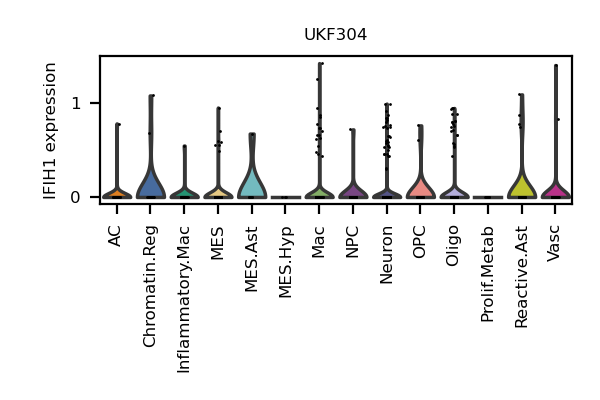 UKF304
IFIH1 expression
1
0
AC
Chromatin.Reg
Inflammatory.Mac
MES
MES.Ast
MES.Hyp
Mac
NPC
Neuron
OPC
Oligo
Prolif.Metab
Reactive.Ast
Vasc